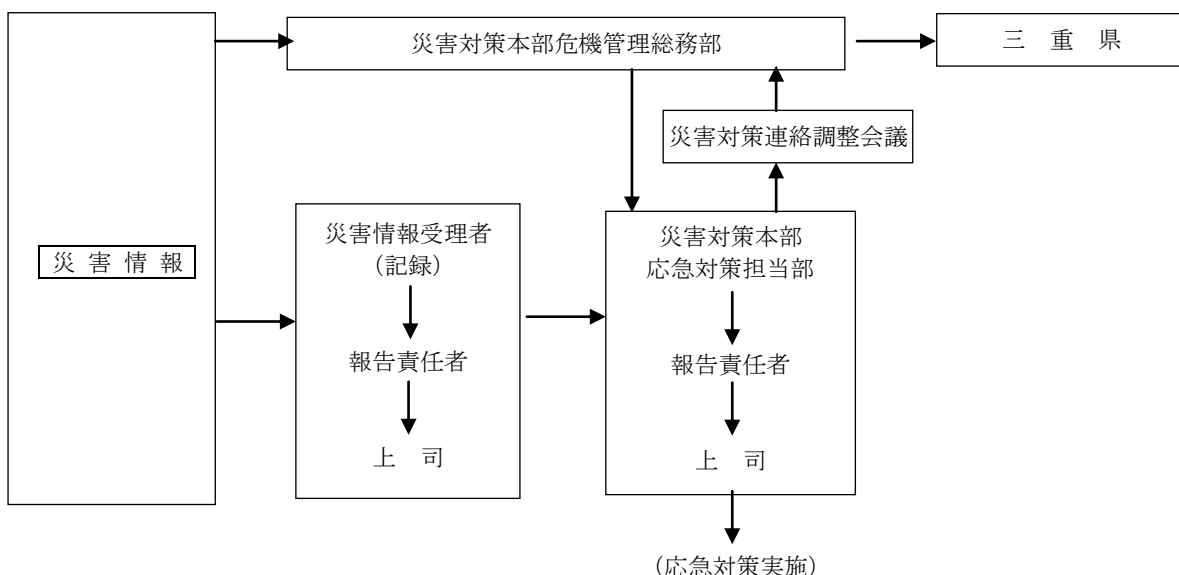 災害対策本部危機管理総務部
三 重 県
災害対策連絡調整会議
災 害 情 報
災害情報受理者
(記録)
報告責任者
上 司
災害対策本部
応急対策担当部
報告責任者
上 司
(応急対策実施)